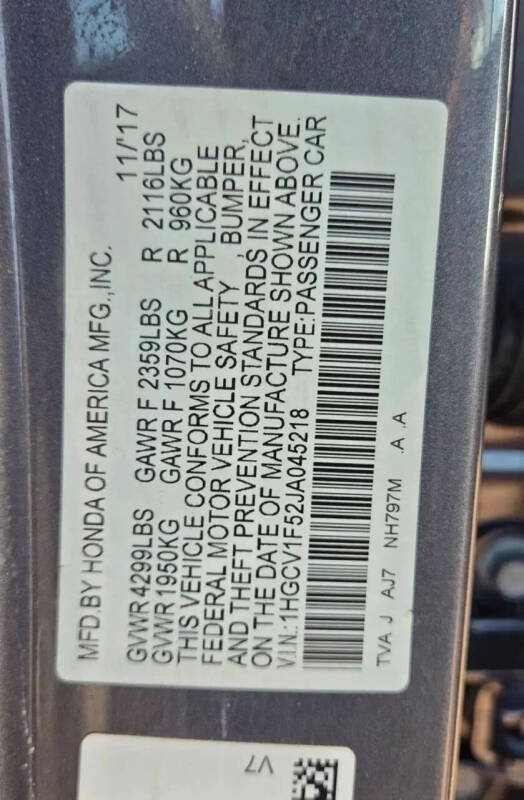 MFD.BY HONDA OF AMERICA MFG.,INC. 11/'17
GVWR 4299LBS GAWR F 2359LBS R 2116LBS
GVWR 1950KG GAWR F 1070KG R 960KG
THIS VEHICLE CONFORMS TO ALL APPLICABLE
FEDERAL MOTOR VEHICLE SAFETY , BUMPER,
AND THEFT PREVENTION STANDARDS IN EFFECT
ON THE DATE OF MANUFACTURE SHOWN ABOVE.
V.I.N.:1HGCV1F52JA045218 TYPE:PASSENGER CAR
TVA J AJ7 NH797M .A .A
V7